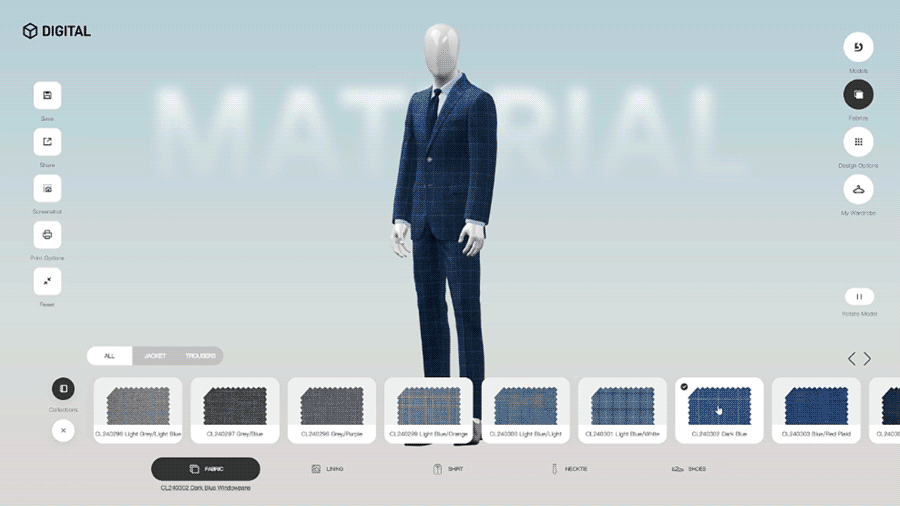 DIGITAL
MATERIAL
Save
Share
Screenshot
Print Options
Reset
Models
Fabrics
Design Options
My Wardrobe
Rotate Model
ALL JACKET TROUSERS
Collections
CL240296 Light Grey/Light Blue
CL240297 Grey/Blue
CL240298 Grey/Purple
CL240299 Light Blue/Orange
CL240300 Light Blue/Light
CL240301 Light Blue/White
CL240302 Dark Blue
CL240303 Blue/Red Plaid
FABRIC LINING SHIRT NECKTIE SHOES
CL240302 Dark Blue Windowpane